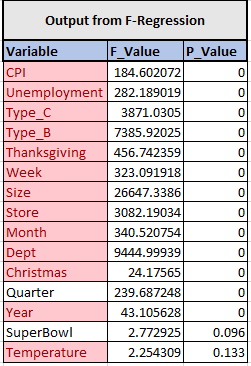 Output from F-Regression
Variable F_Value P_Value
CPI 184.602072 0
Unemployment 282.189019 0
Type_C 3871.0305 0
Type_B 7385.92025 0
Thanksgiving 456.742359 0
Week 323.091918 0
Size 26647.3386 0
Store 3082.19034 0
Month 340.520754 0
Dept 9444.99939 0
Christmas 24.17565 0
Quarter 239.687248 0
Year 43.105628 0
SuperBowl 2.772925 0.096
Temperature 2.254309 0.133